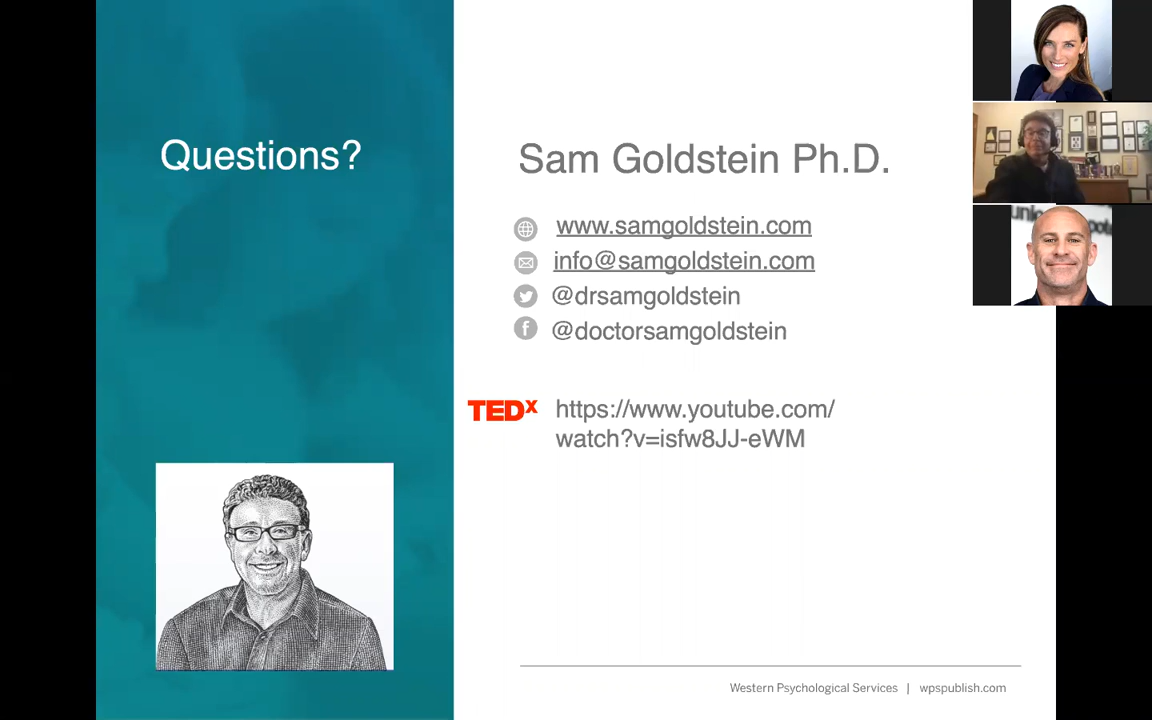 Questions?
Sam Goldstein Ph.D.
www.samgoldstein.com
info@samgoldstein.com
@drsamgoldstein
@doctorsamgoldstein
TEDx
https://www.youtube.com/
watch?v=isfw8JJ-eWM
Western Psychological Services | wpspublish.com